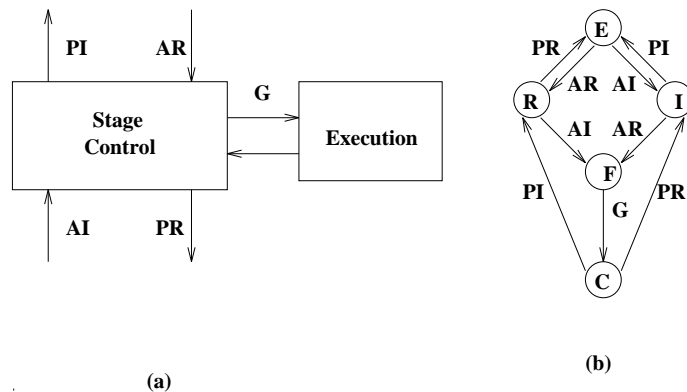 PI
AR
G
Stage
Control
Execution
AI
PR
(a)
E
PR
PI
AR
AI
R
I
AI
AR
F
PI
G
PR
C
(b)